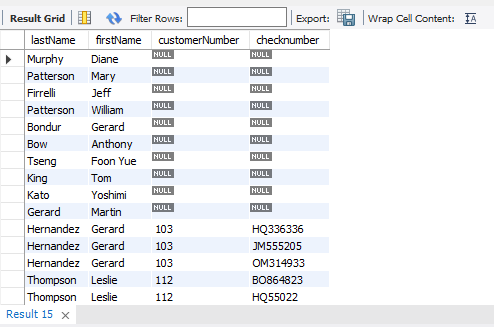 Result Grid Filter Rows: Export: Wrap Cell Content: IA
lastName firstName customerNumber checknumber
Murphy Diane NULL NULL
Patterson Mary NULL NULL
Firrelli Jeff NULL NULL
Patterson William NULL NULL
Bondur Gerard NULL NULL
Bow Anthony NULL NULL
Tseng Foon Yue NULL NULL
King Tom NULL NULL
Kato Yoshimi NULL NULL
Gerard Martin NULL NULL
Hernandez Gerard 103 HQ336336
Hernandez Gerard 103 JM555205
Hernandez Gerard 103 OM314933
Thompson Leslie 112 BO864823
Thompson Leslie 112 HQ55022
Result 15 ×